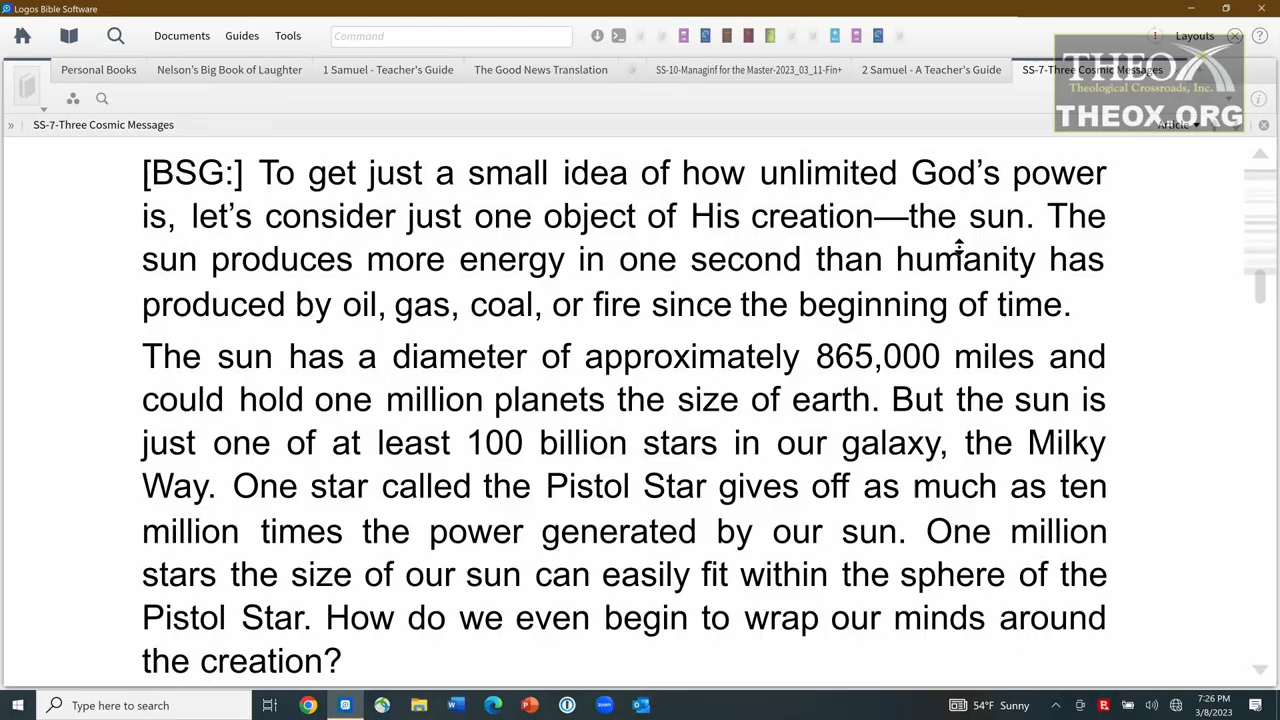 Logos Bible Software
Documents Guides Tools Command Layouts
THEOX
Theological Crossroads, Inc.
THEOX.ORG
Personal Books Nelson's Big Book of Laughter 1 Sam The Good News Translation SS-10-Managinf for the Master-2023_03_11-Fin 2 Samuel - A Teacher's Guide SS-7-Three Cosmic Messages
SS-7-Three Cosmic Messages Article
[BSG:] To get just a small idea of how unlimited God's power
is, let's consider just one object of His creation—the sun. The
sun produces more energy in one second than humanity has
produced by oil, gas, coal, or fire since the beginning of time.
The sun has a diameter of approximately 865,000 miles and
could hold one million planets the size of earth. But the sun is
just one of at least 100 billion stars in our galaxy, the Milky
Way. One star called the Pistol Star gives off as much as ten
million times the power generated by our sun. One million
stars the size of our sun can easily fit within the sphere of the
Pistol Star. How do we even begin to wrap our minds around
the creation?
Type here to search 54°F Sunny 7:26 PM
3/8/2023